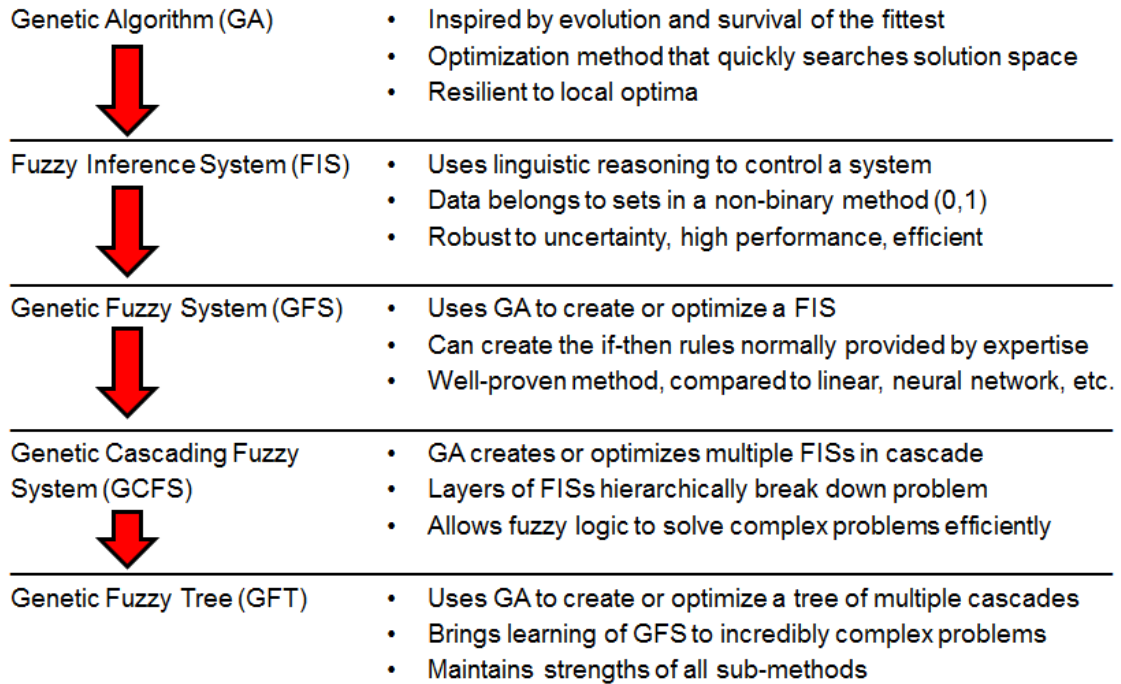 Genetic Algorithm (GA)
• Inspired by evolution and survival of the fittest
• Optimization method that quickly searches solution space
• Resilient to local optima
Fuzzy Inference System (FIS)
• Uses linguistic reasoning to control a system
• Data belongs to sets in a non-binary method (0,1)
• Robust to uncertainty, high performance, efficient
Genetic Fuzzy System (GFS)
• Uses GA to create or optimize a FIS
• Can create the if-then rules normally provided by expertise
• Well-proven method, compared to linear, neural network, etc.
Genetic Cascading Fuzzy
System (GCFS)
• GA creates or optimizes multiple FISs in cascade
• Layers of FISs hierarchically break down problem
• Allows fuzzy logic to solve complex problems efficiently
Genetic Fuzzy Tree (GFT)
• Uses GA to create or optimize a tree of multiple cascades
• Brings learning of GFS to incredibly complex problems
• Maintains strengths of all sub-methods